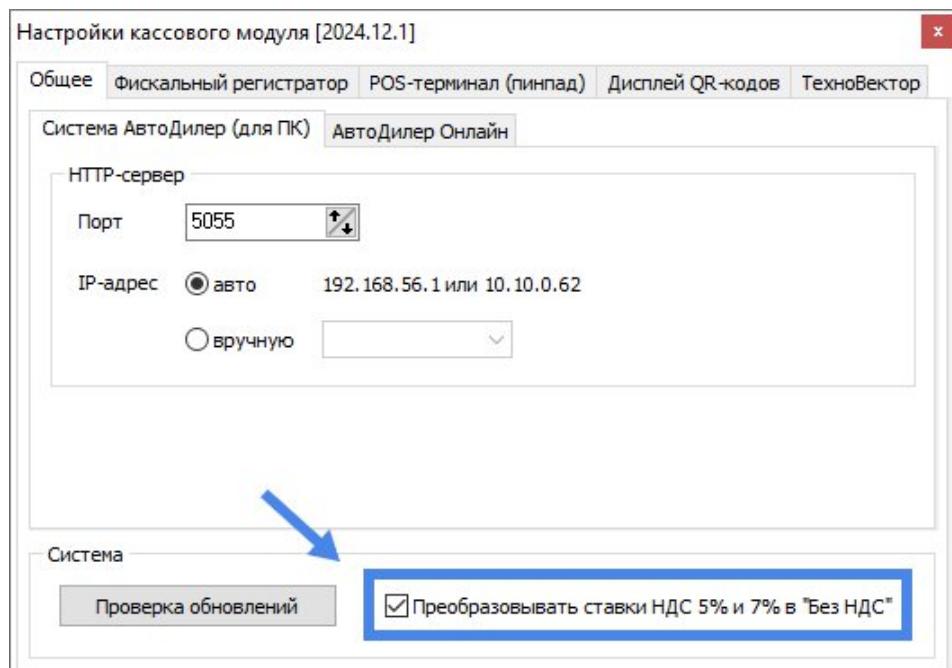 Настройки кассового модуля [2024.12.1]
x
Общее Фискальный регистратор POS-терминал (пинпад) Дисплей QR-кодов ТехноВектор
Система АвтоДилер (для ПК) АвтоДилер Онлайн
HTTP-сервер
Порт 5055
IP-адрес авто 192.168.56.1 или 10.10.0.62
вручную
Система
Проверка обновлений Преобразовывать ставки НДС 5% и 7% в "Без НДС"